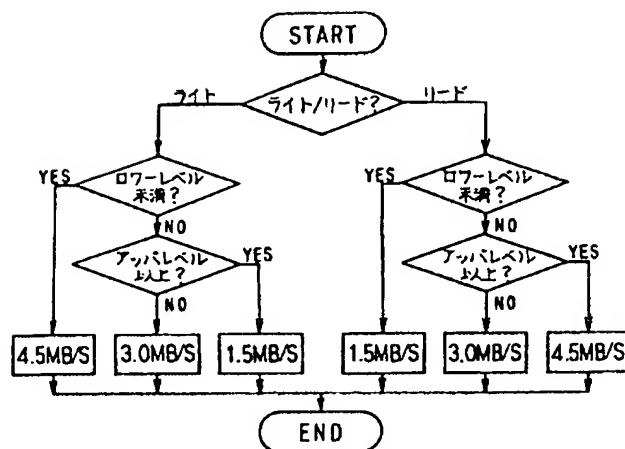 START
ライト/リード?
ライト
リード
ロワーレベル
未満?
YES
NO
アッパレベル
以上?
YES
NO
4.5MB/S
3.0MB/S
1.5MB/S
ロワーレベル
未満?
YES
NO
アッパレベル
以上?
YES
NO
1.5MB/S
3.0MB/S
4.5MB/S
END